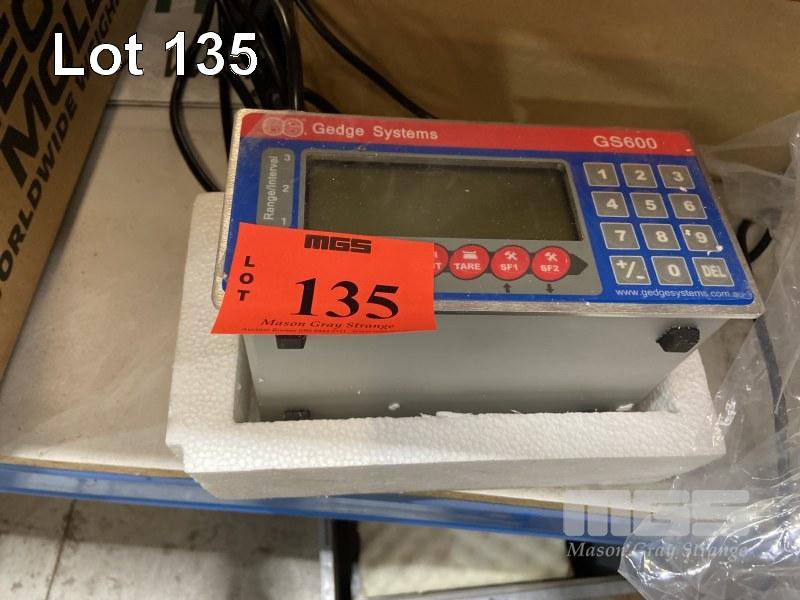 Lot 135
WORLDWIDE
GS. Gedge Systems
GS600
Range/Interval
3
2
1
1 2 3
4 5 6
7 8 9
+/_ 0 DEL
TARE SF1 SF2
www.gedgesystems.com.au
MGS
LOT
135
Mason Gray Strange
MGS
Mason Gray Strange